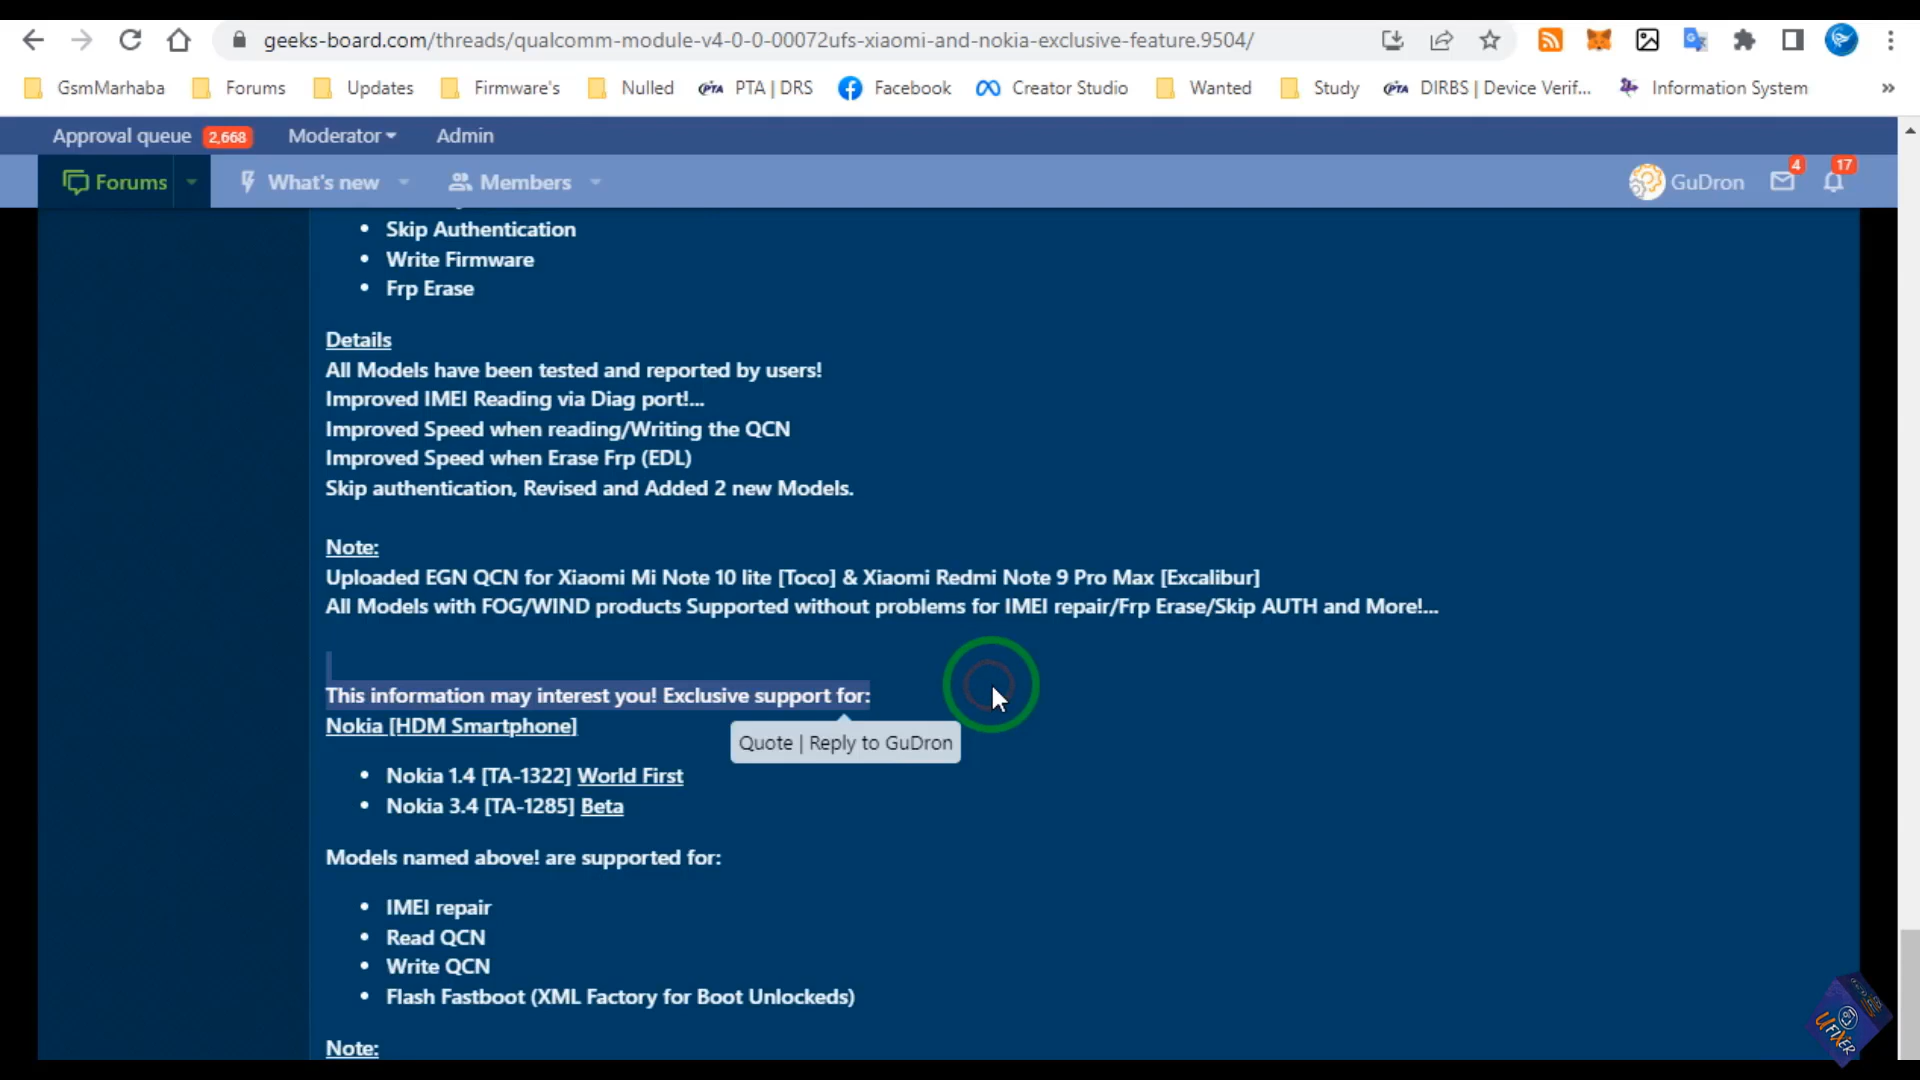 geeks-board.com/threads/qualcomm-module-v4-0-0-00072ufs-xiaomi-and-nokia-exclusive-feature.9504/
GsmMarhaba Forums Updates Firmware's Nulled PTA PTA | DRS Facebook Creator Studio Wanted Study PTA DIRBS | Device Verif... Information System »
Approval queue 2,668 Moderator Admin
Forums What's new Members GuDron 4 17
Skip Authentication
Write Firmware
Frp Erase
Details
All Models have been tested and reported by users!
Improved IMEI Reading via Diag port!...
Improved Speed when reading/Writing the QCN
Improved Speed when Erase Frp (EDL)
Skip authentication, Revised and Added 2 new Models.
Note:
Uploaded EGN QCN for Xiaomi Mi Note 10 lite [Toco] & Xiaomi Redmi Note 9 Pro Max [Excalibur]
All Models with FOG/WIND products Supported without problems for IMEI repair/Frp Erase/Skip AUTH and More!...
This information may interest you! Exclusive support for:
Nokia [HDM Smartphone]
Quote | Reply to GuDron
Nokia 1.4 [TA-1322] World First
Nokia 3.4 [TA-1285] Beta
Models named above! are supported for:
IMEI repair
Read QCN
Write QCN
Flash Fastboot (XML Factory for Boot Unlockeds)
Note:
UFiXER